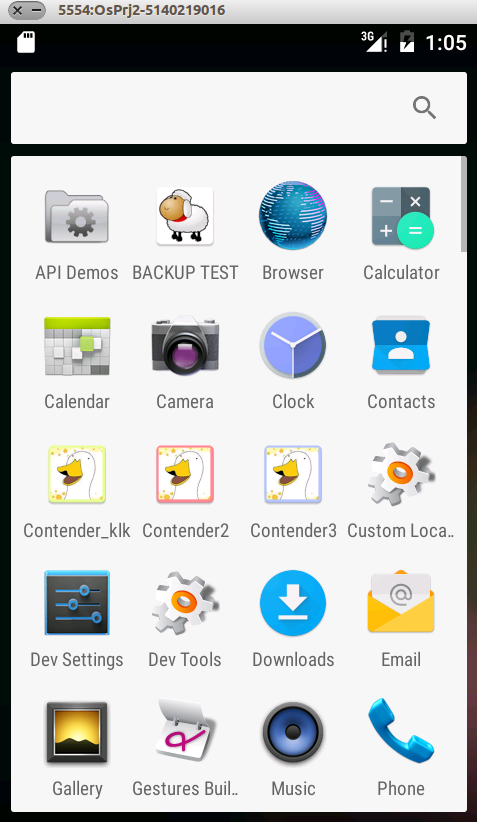 5554:OsPrj2-5140219016
3G 1:05
API Demos BACKUP TEST Browser Calculator
Calendar Camera Clock Contacts
Contender_klk Contender2 Contender3 Custom Loca..
Dev Settings Dev Tools Downloads Email
@
Gallery Gestures Buil.. Music Phone